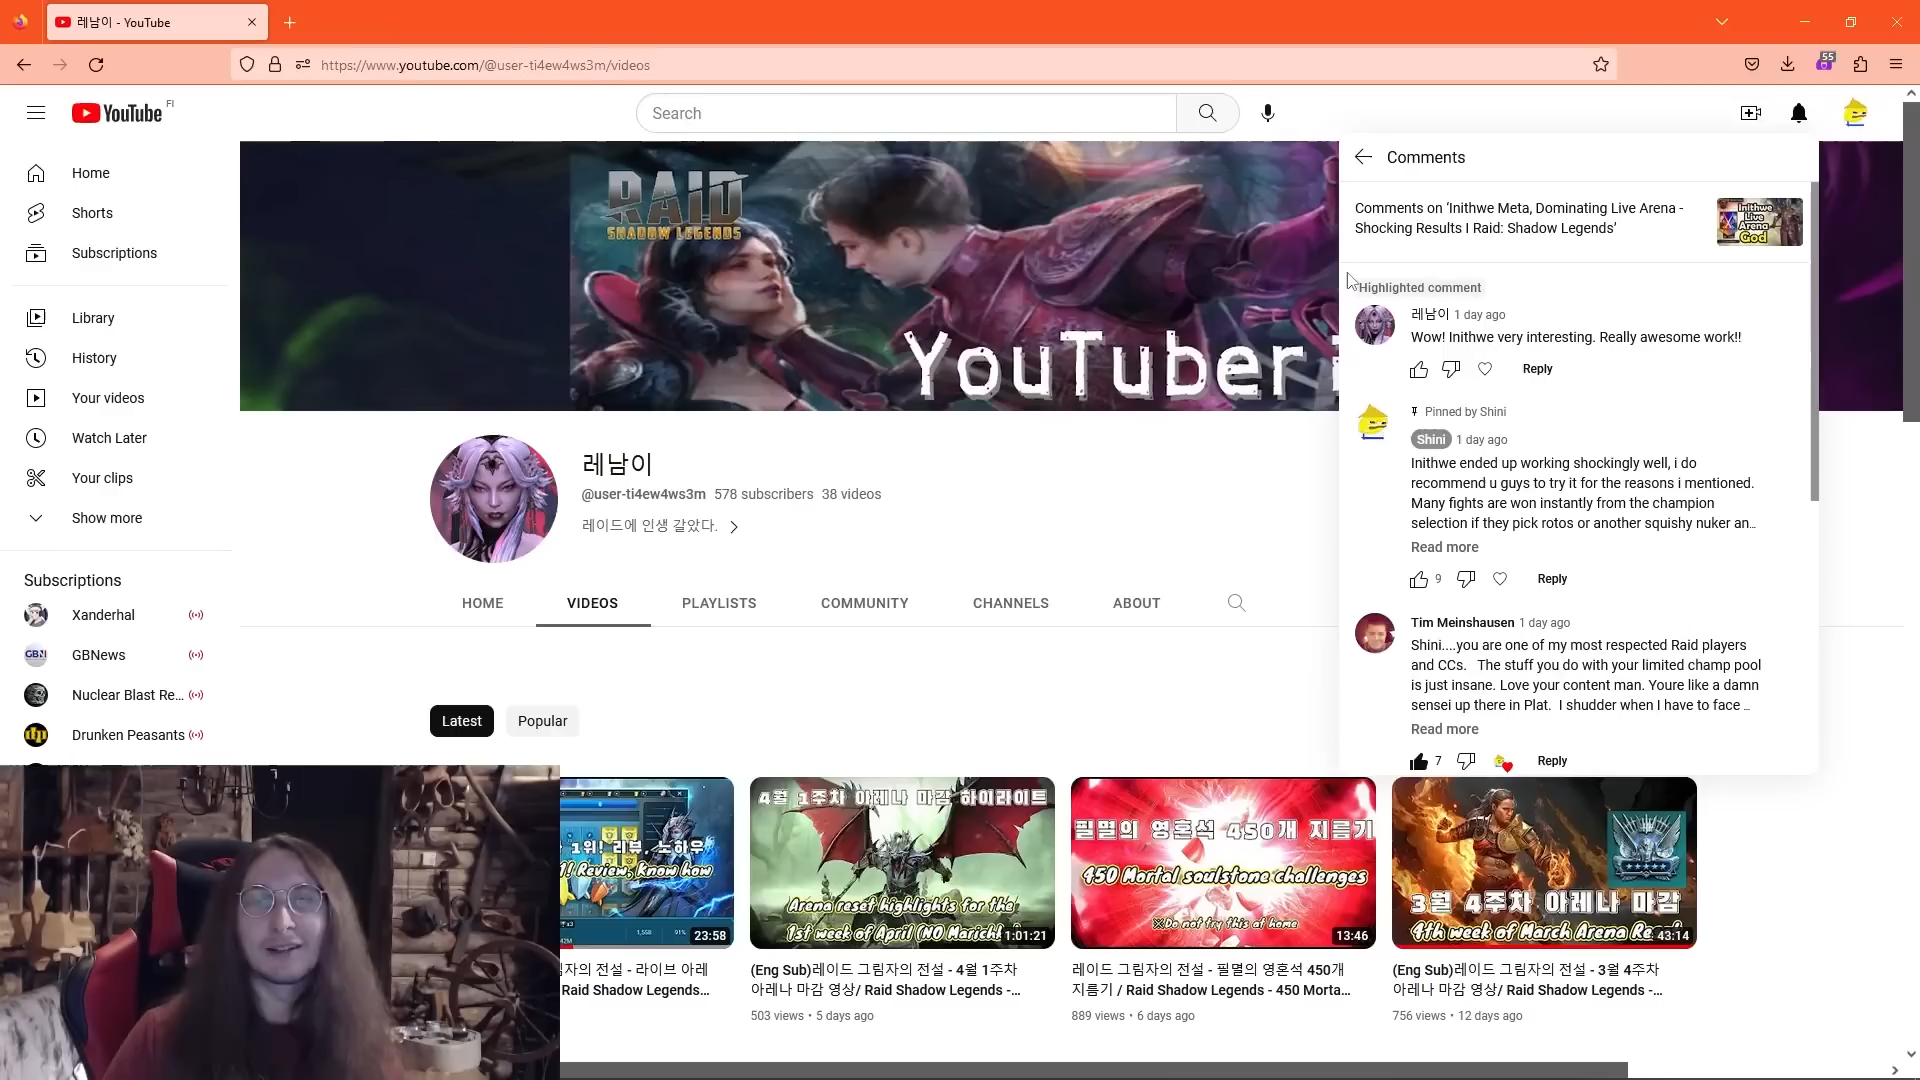 레남이 - YouTube
https://www.youtube.com/@user-ti4ew4ws3m/videos
55
YouTube FI
Search
Home
Shorts
Subscriptions
Library
History
Your videos
Watch Later
Your clips
Show more
Subscriptions
Xanderhal
GBN
GBNews
Nuclear Blast Re...
Drunken Peasants
RAID
SHADOW LEGENDS
YouTuber
레남이
@user-ti4ew4ws3m 578 subscribers 38 videos
레이드에 인생 갈았다.
HOME
VIDEOS
PLAYLISTS
COMMUNITY
CHANNELS
ABOUT
Latest
Popular
Comments
Comments on ‘Inithwe Meta, Dominating Live Arena -
Shocking Results I Raid: Shadow Legends’
Inithwe
Live
Arena
God
Highlighted comment
레남이 1 day ago
Wow! Inithwe very interesting. Really awesome work!!
Reply
Pinned by Shini
Shini 1 day ago
Inithwe ended up working shockingly well, i do
recommend u guys to try it for the reasons i mentioned.
Many fights are won instantly from the champion
selection if they pick rotos or another squishy nuker an...
Read more
9
Reply
Tim Meinshausen 1 day ago
Shini....you are one of my most respected Raid players
and CCs. The stuff you do with your limited champ pool
is just insane. Love your content man. Youre like a damn
sensei up there in Plat. I shudder when I have to face ...
Read more
7
Reply
1위! 리뷰, 노하우
1! Review, know how
1,558 91%
23:58
자의 전설 - 라이브 아레
Raid Shadow Legends...
4월 1주차 아레나 마감 하이라이트
Arena reset highlights for the
1st week of April (NO Marich
1:01:21
(Eng Sub)레이드 그림자의 전설 - 4월 1주차
아레나 마감 영상/ Raid Shadow Legends -...
503 views • 5 days ago
필멸의 영혼석 450개 지르기
450 Mortal soulstone challenges
※Do not try this at home
13:46
레이드 그림자의 전설 - 필멸의 영혼석 450개
지르기 / Raid Shadow Legends - 450 Morta...
889 views • 6 days ago
3월 4주차 아레나 마감
4th week of March Arena Re
43:14
(Eng Sub)레이드 그림자의 전설 - 3월 4주차
아레나 마감 영상/ Raid Shadow Legends -...
756 views • 12 days ago